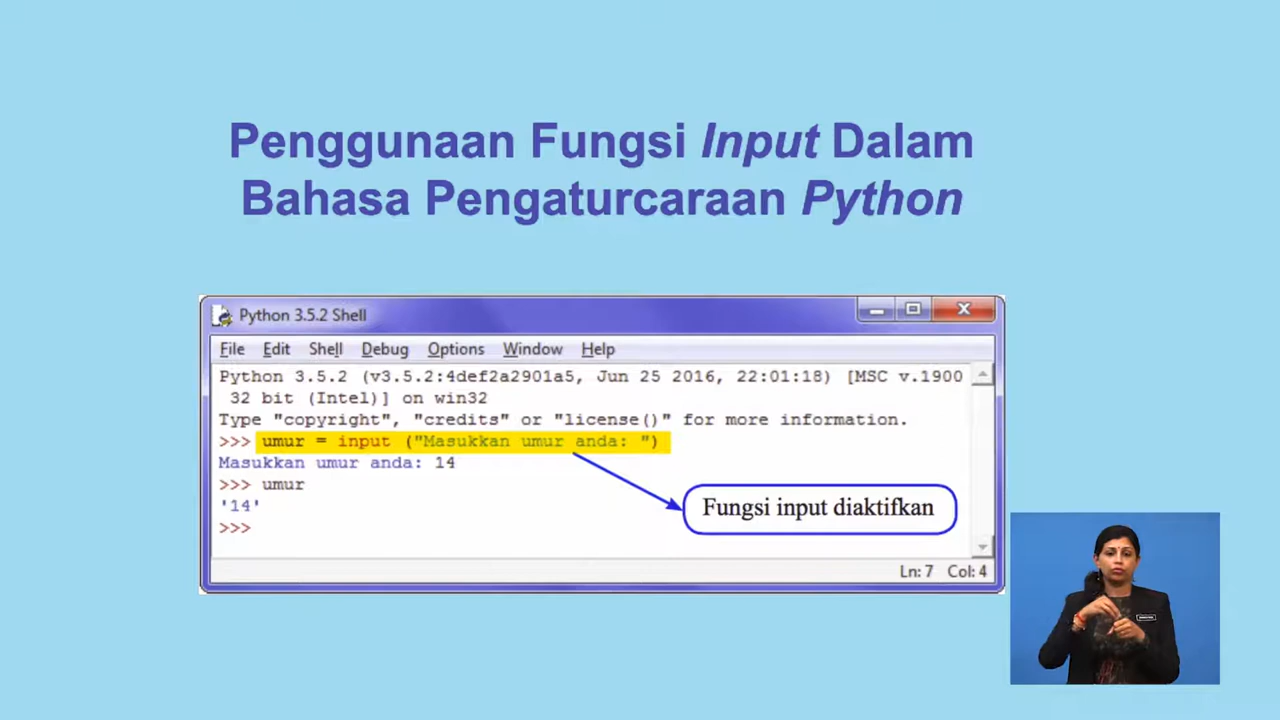 Penggunaan Fungsi Input Dalam
Bahasa Pengaturcaraan Python
Python 3.5.2 Shell
File Edit Shell Debug Options Window Help
Python 3.5.2 (v3.5.2:4def2a2901a5, Jun 25 2016, 22:01:18) [MSC v.1900
32 bit (Intel)] on win32
Type "copyright", "credits" or "license()" for more information.
>>> umur = input ("Masukkan umur anda: ")
Masukkan umur anda: 14
>>> umur
'14'
>>>
Fungsi input diaktifkan
Ln: 7 Col: 4